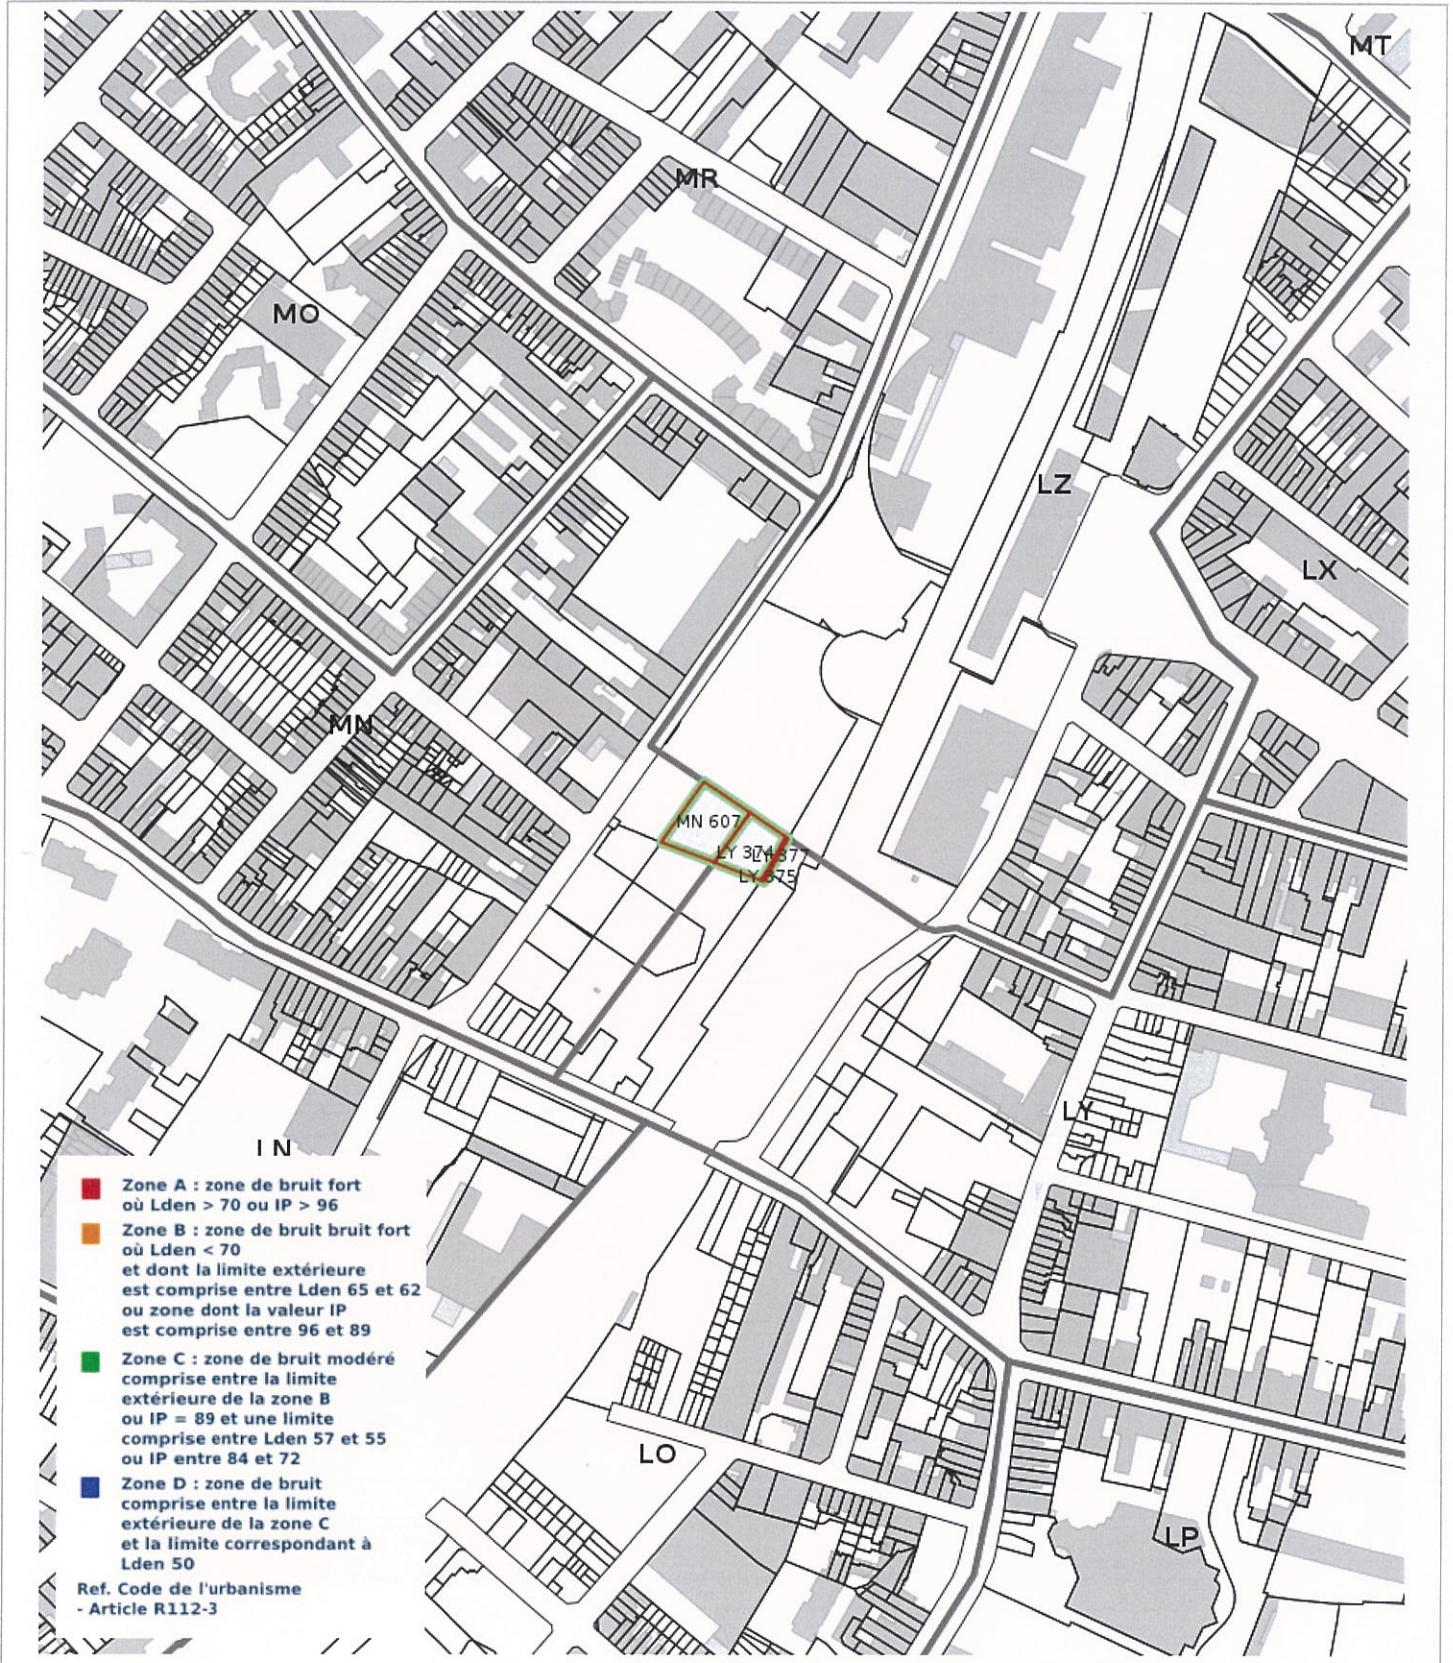 MT
MR
MO
LZ
LX
MN
MN 607
LY 374
LY 377
LY 375
LY
LN
Zone A : zone de bruit fort
où Lden > 70 ou IP > 96
Zone B : zone de bruit bruit fort
où Lden < 70
et dont la limite extérieure
est comprise entre Lden 65 et 62
ou zone dont la valeur IP
est comprise entre 96 et 89
Zone C : zone de bruit modéré
comprise entre la limite
extérieure de la zone B
ou IP = 89 et une limite
comprise entre Lden 57 et 55
ou IP entre 84 et 72
Zone D : zone de bruit
comprise entre la limite
extérieure de la zone C
et la limite correspondant à
Lden 50
Ref. Code de l'urbanisme
- Article R112-3
LO
LP